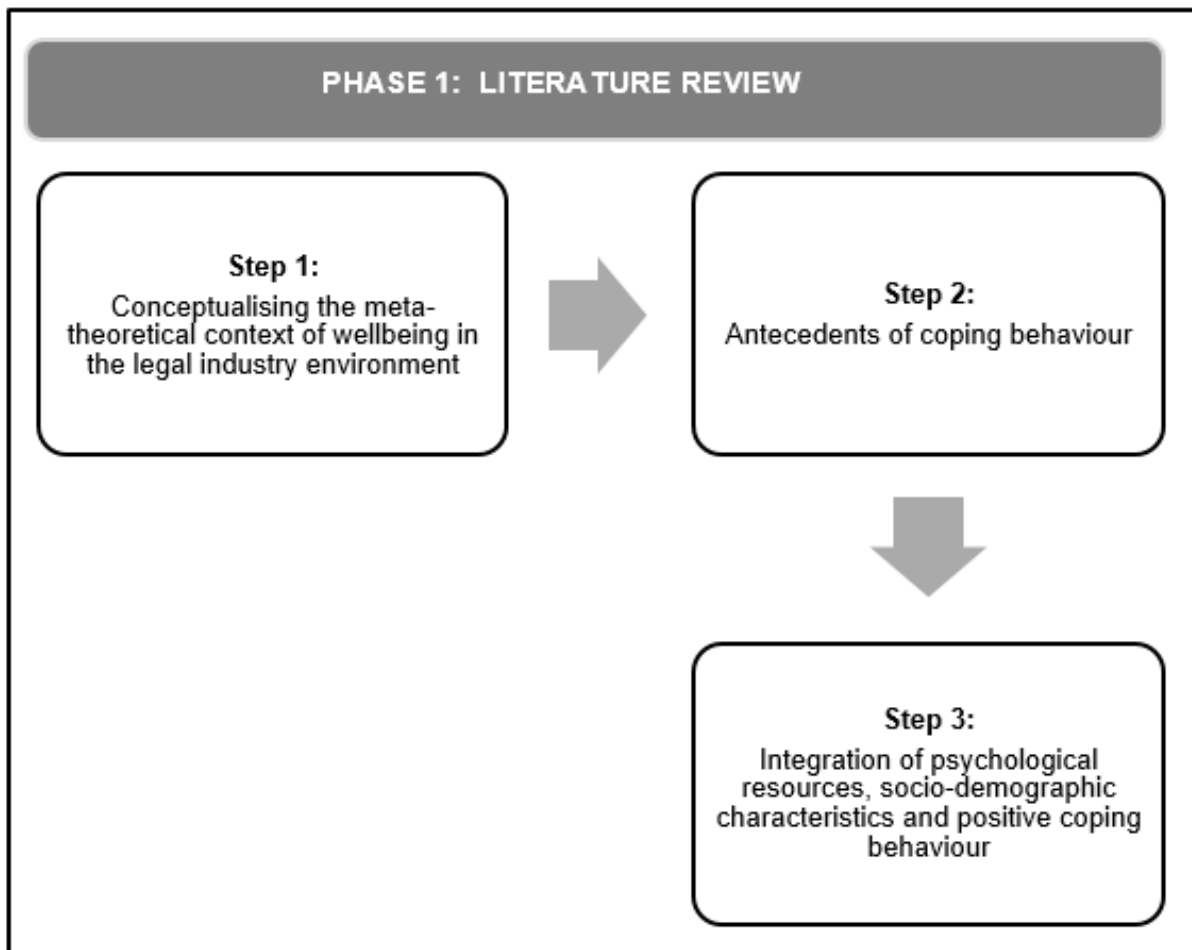 PHASE 1: LITERATURE REVIEW
Step 1:
Conceptualising the meta-
theoretical context of wellbeing in
the legal industry environment
Step 2:
Antecedents of coping behaviour
Step 3:
Integration of psychological
resources, socio-demographic
characteristics and positive coping
behaviour